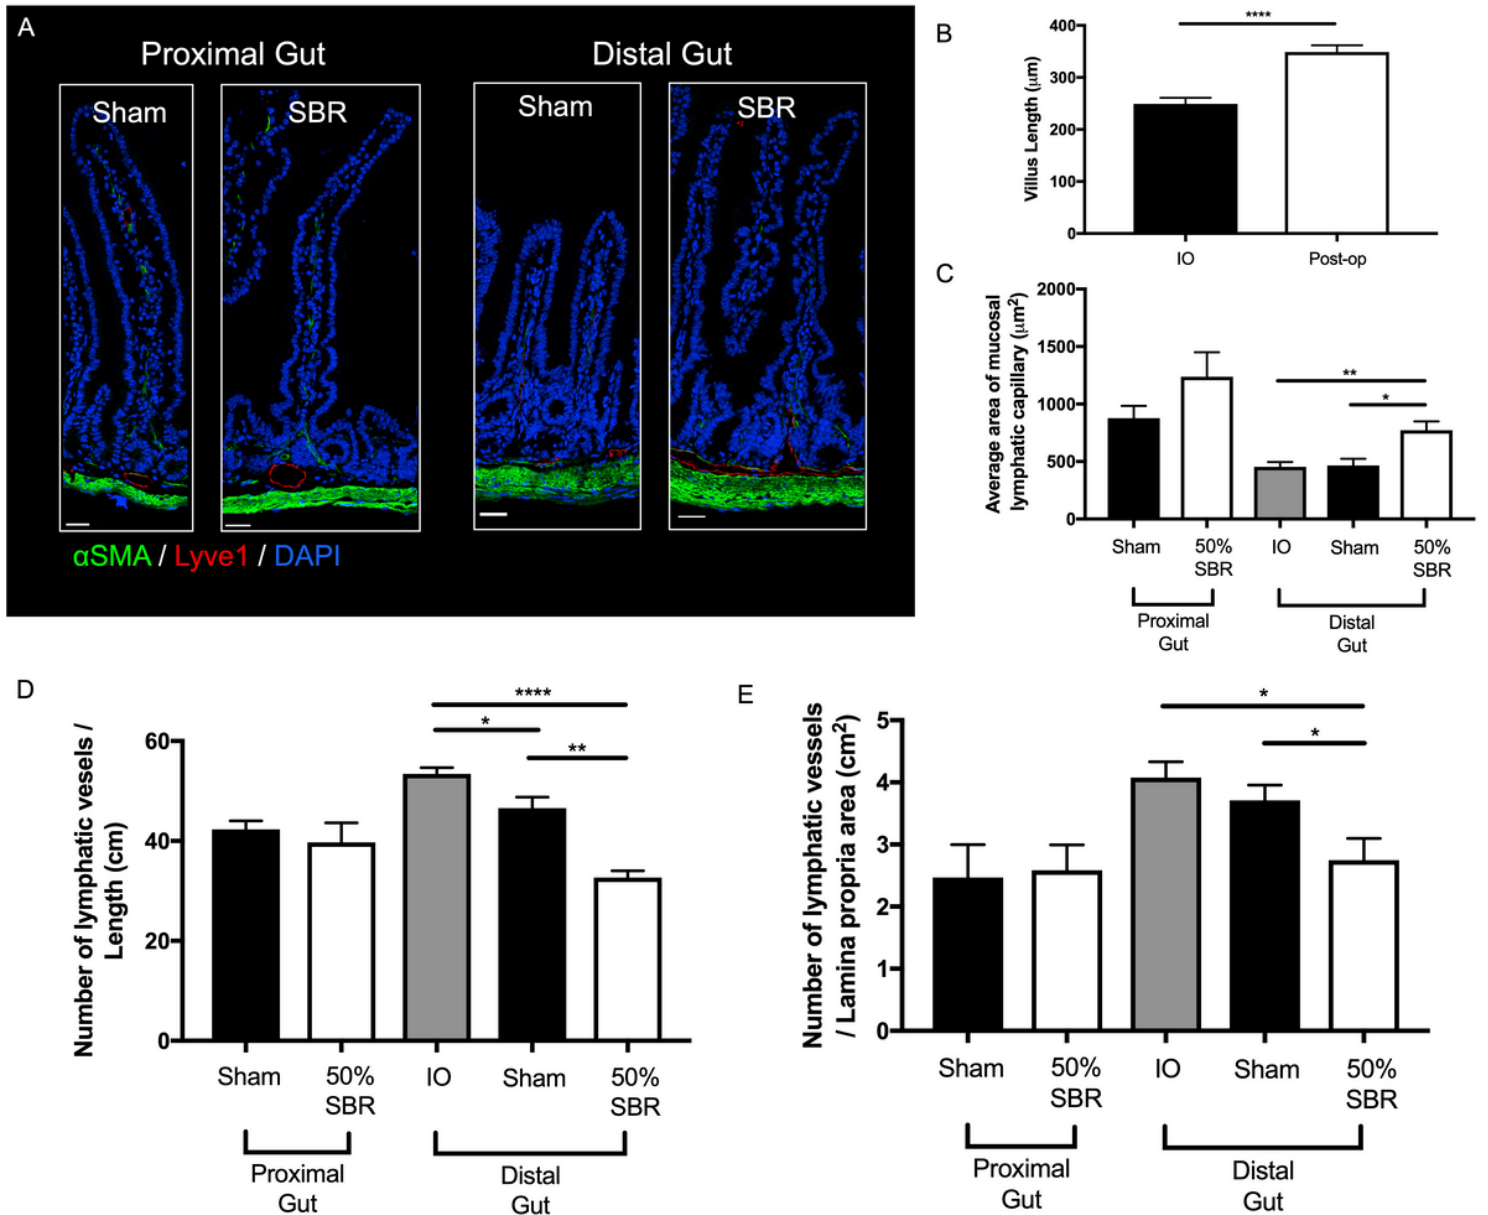 A
Proximal Gut
Distal Gut
Sham
SBR
Sham
SBR
αSMA / Lyve1 / DAPI
B
Villus Length (μm)
400
300
200
100
0
****
IO
Post-op
C
Average area of mucosal
lymphatic capillary (μm²)
2000
1500
1000
500
0
**
*
Sham
50%
SBR
IO
Sham
50%
SBR
Proximal
Gut
Distal
Gut
D
Number of lymphatic vesels /
Length (cm)
60
40
20
0
****
*
**
Sham
50%
SBR
IO
Sham
50%
SBR
Proximal
Gut
Distal
Gut
E
Number of lymphatic vessels
/ Lamina propria area (cm²)
5
4
3
2
1
0
*
*
Sham
50%
SBR
IO
Sham
50%
SBR
Proximal
Gut
Distal
Gut